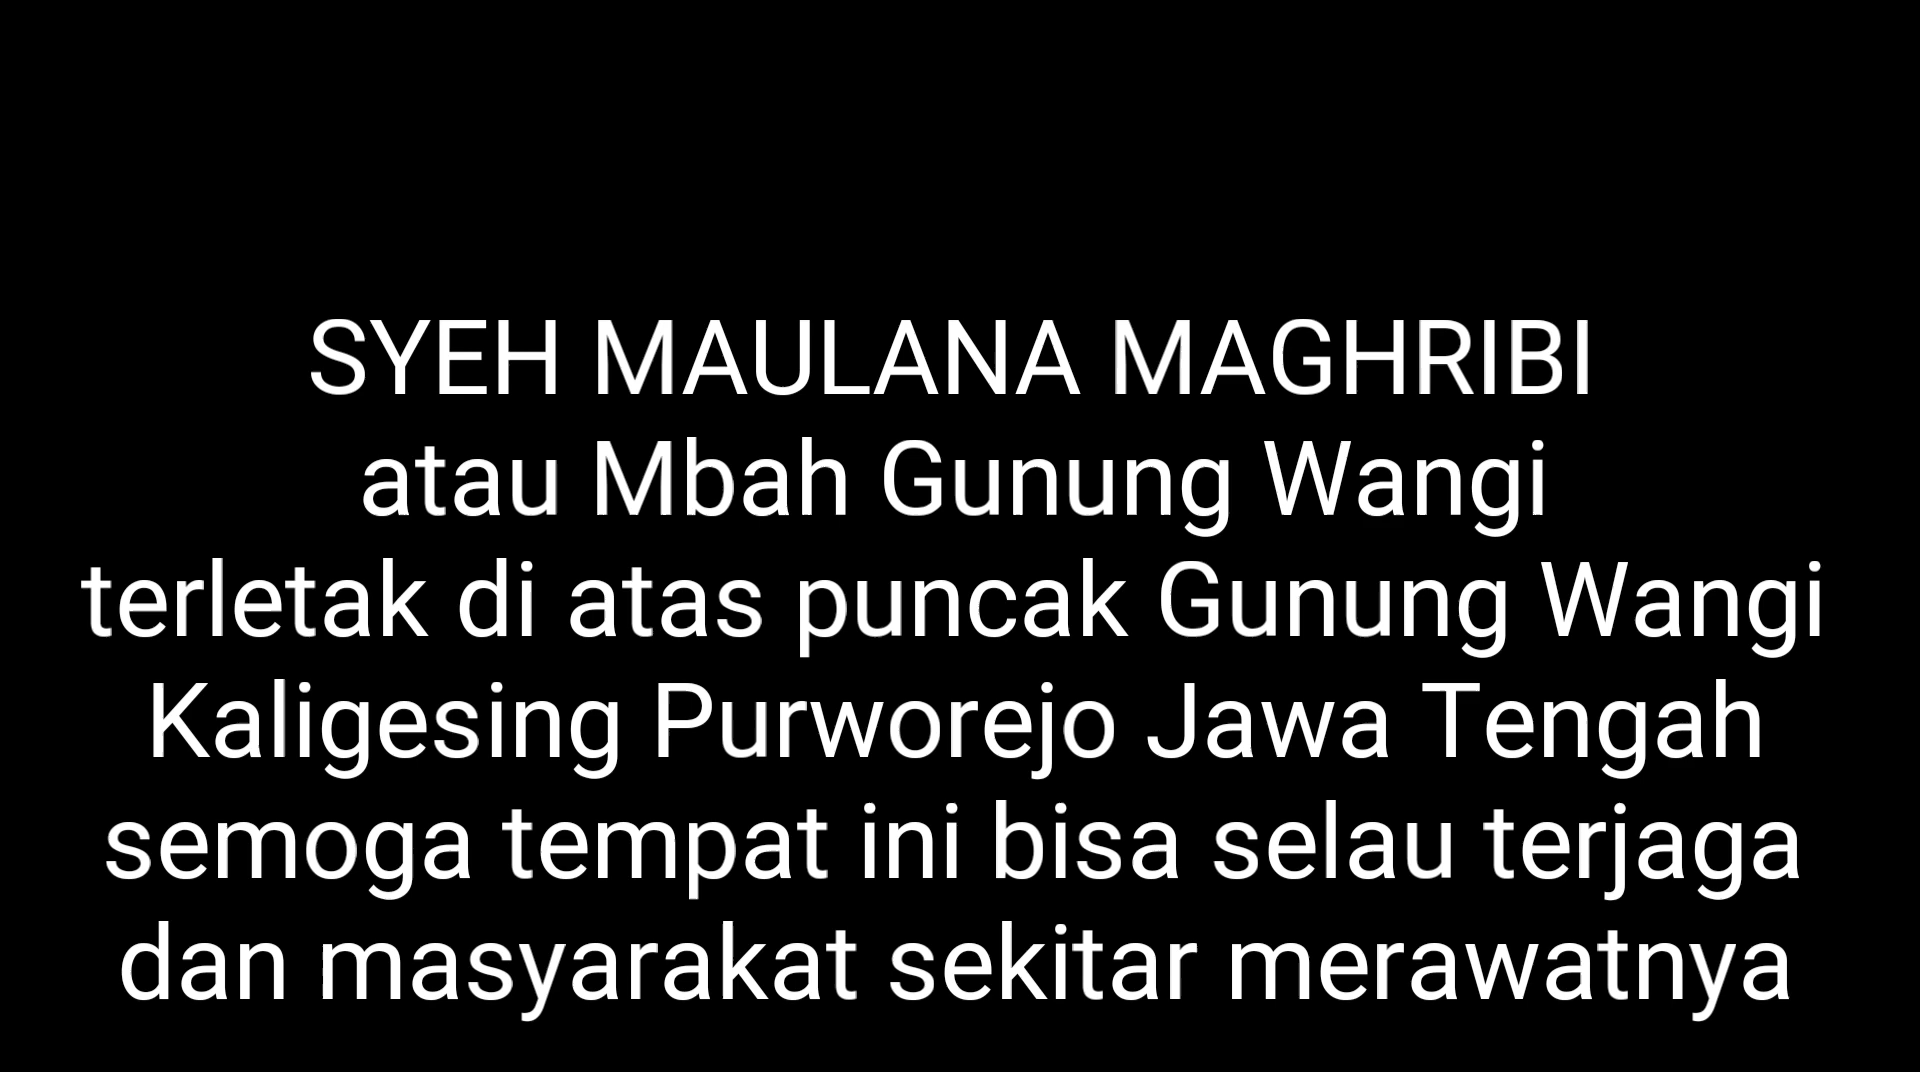 SYEH MAULANA MAGHRIBI
atau Mbah Gunung Wangi
terletak di atas puncak Gunung Wangi
Kaligesing Purworejo Jawa Tengah
semoga tempat ini bisa selau terjaga
dan masyarakat sekitar merawatnya